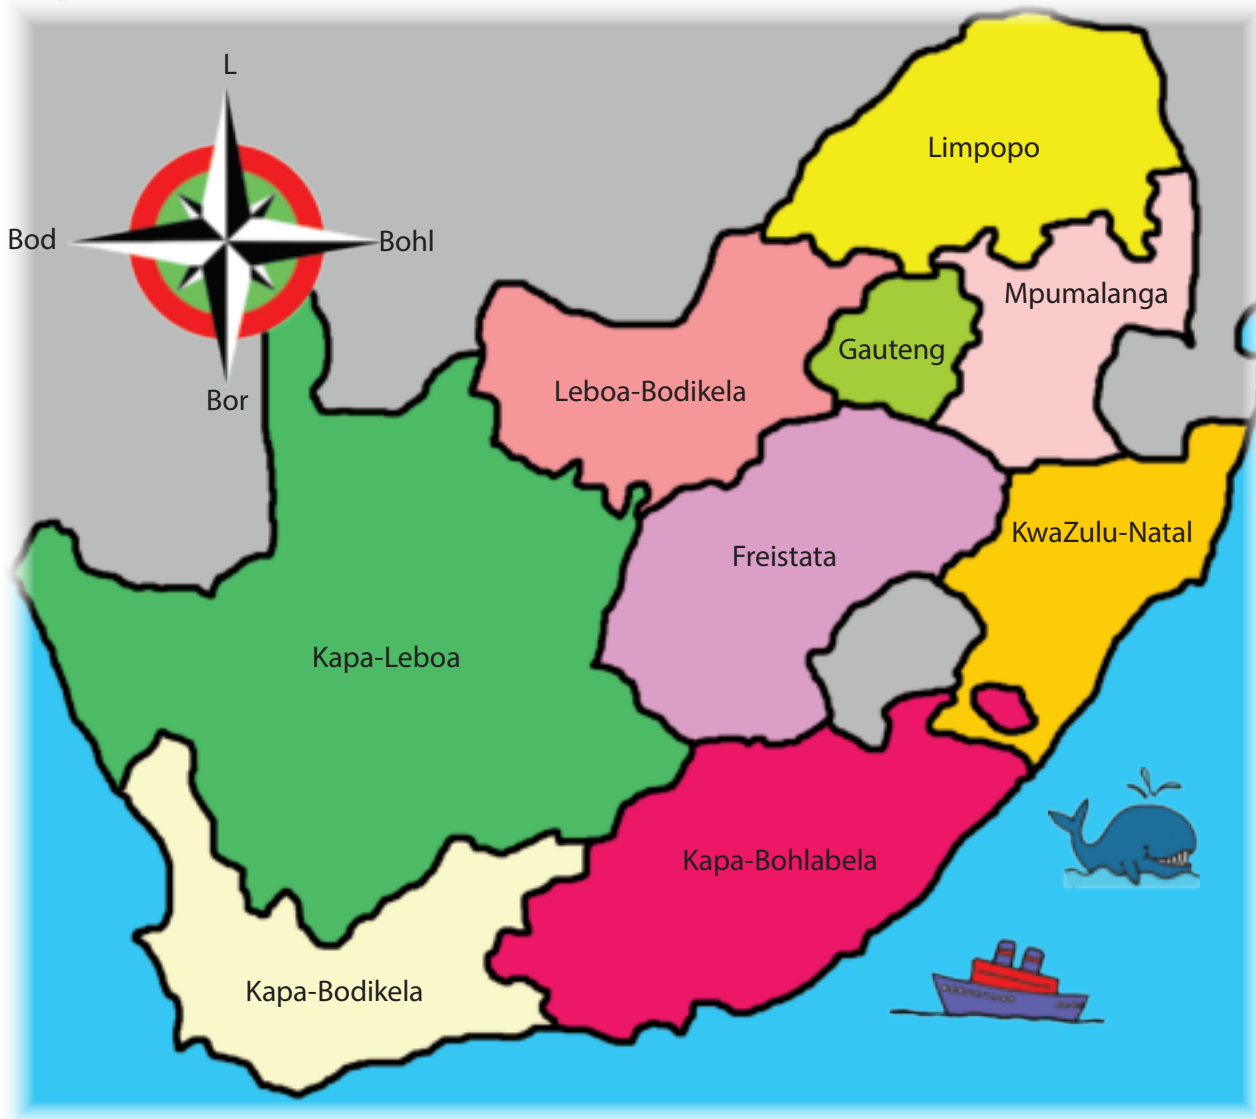 L
Bod
Bohl
Bor
Limpopo
Mpumalanga
Gauteng
Leboa-Bodikela
KwaZulu-Natal
Freistata
Kapa-Leboa
Kapa-Bohlabela
Kapa-Bodikela